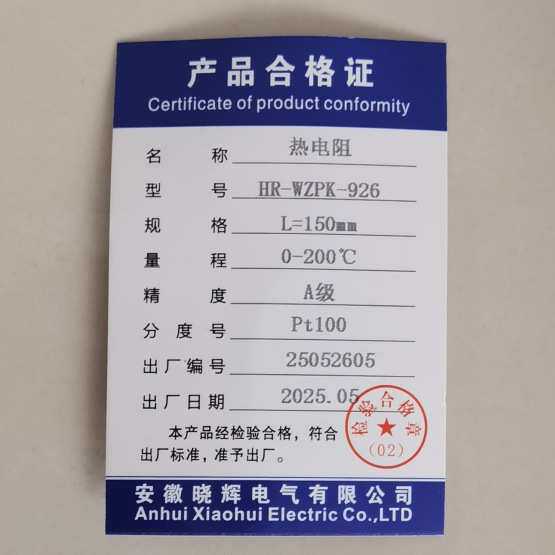 产品合格证
Certificate of product conformity
名称 热电阻
型号 HR-WZPK-926
规格 L=150mm
量程 0-200℃
精度 A级
分度号 Pt100
出厂编号 25052605
出厂日期 2025.05
检验合格章
(02)
本产品经检验合格，符合
出厂标准，准予出厂。
安徽晓辉电气有限公司
Anhui Xiaohui Electric Co.,LTD